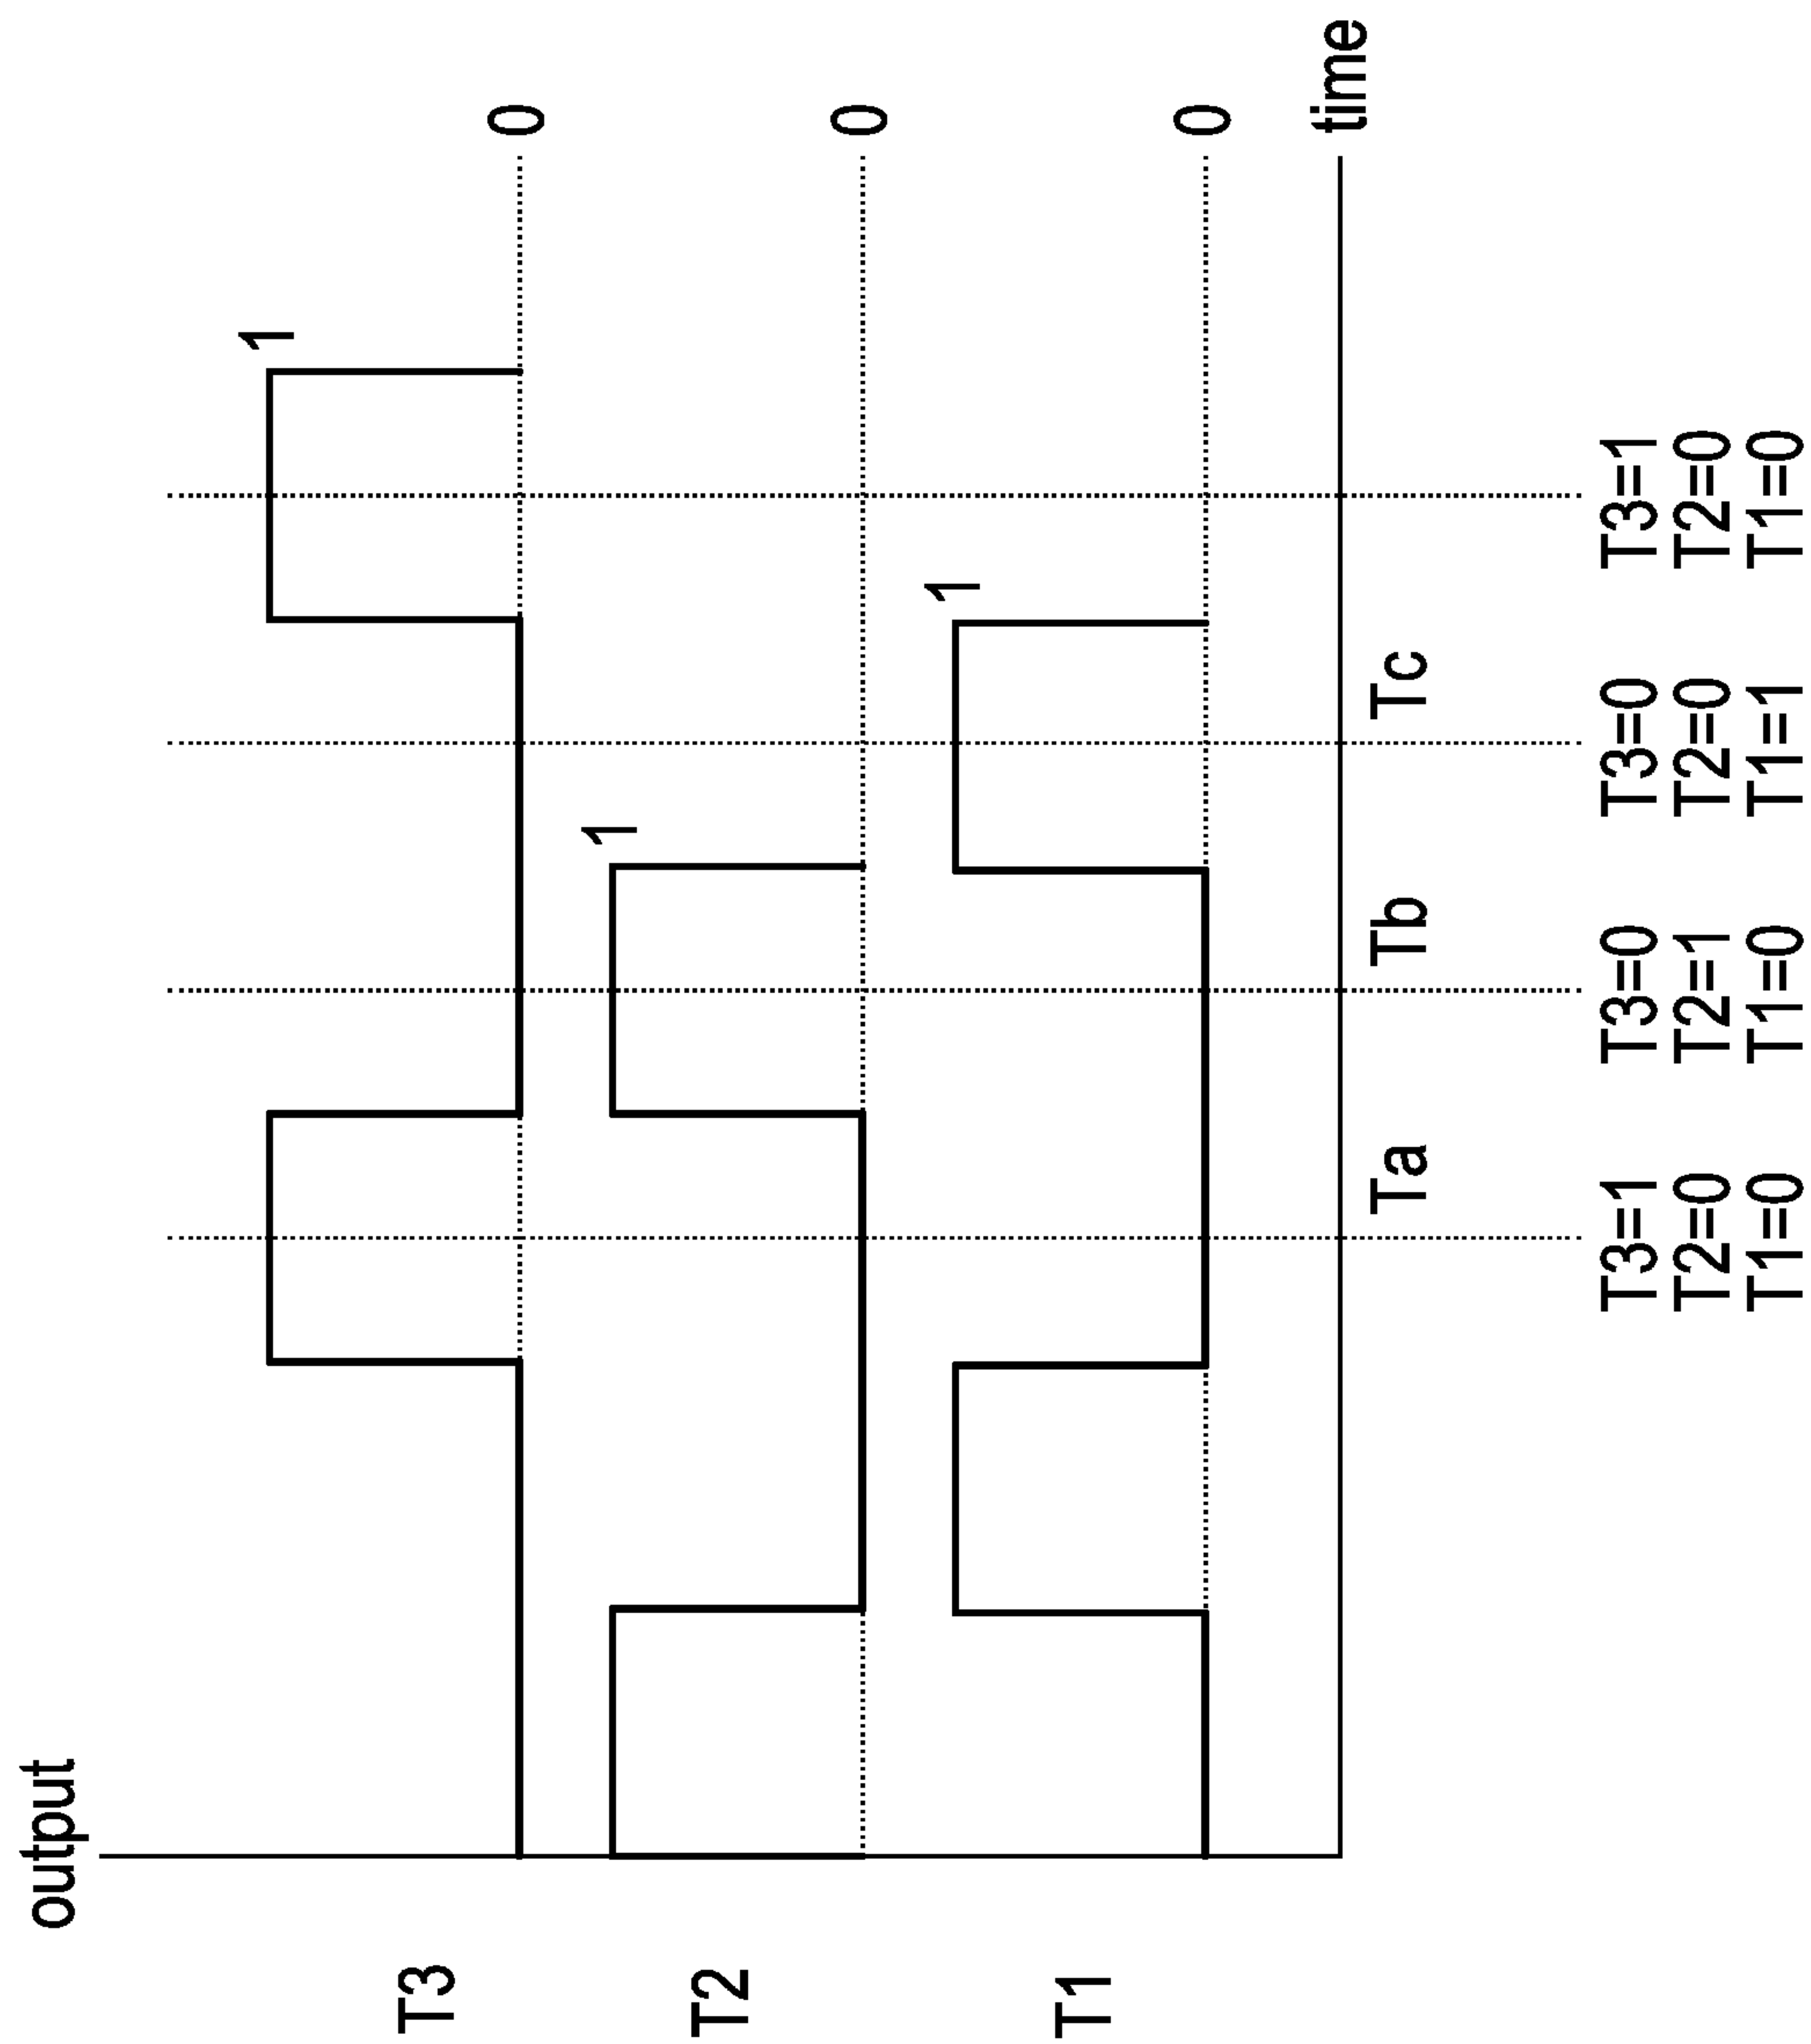 output
T3
1
0
T2
1
0
T1
1
0
time
Ta
Tb
Tc
T3=1
T2=0
T1=0
T3=0
T2=1
T1=0
T3=0
T2=0
T1=1
T3=1
T2=0
T1=0